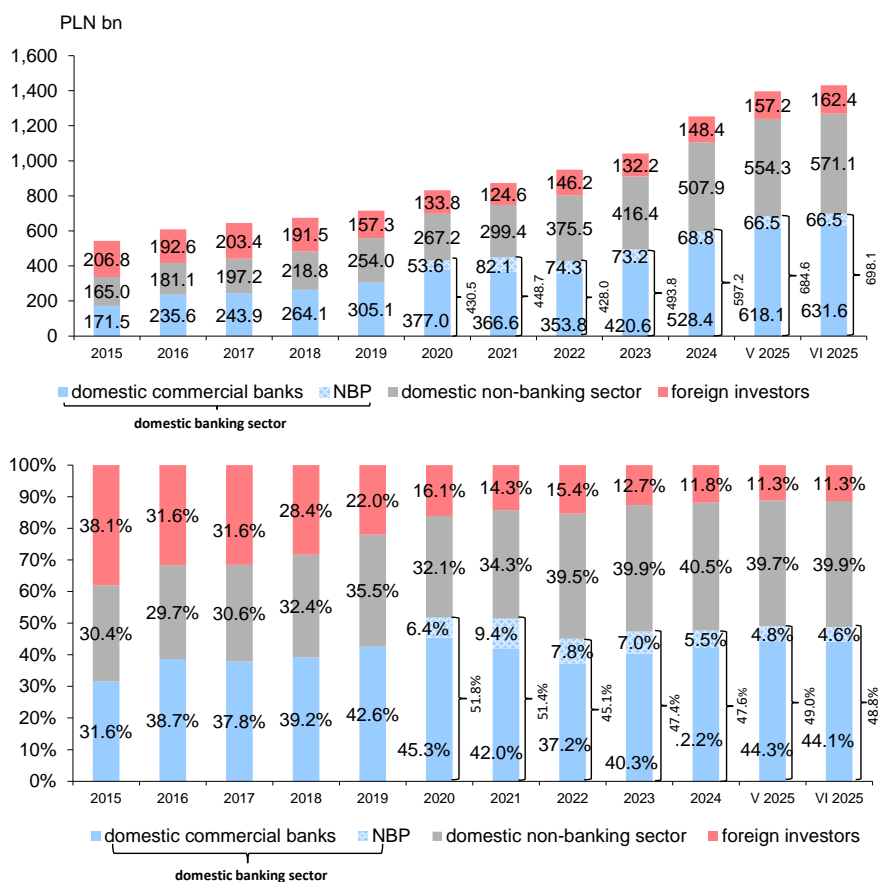 PLN bn
1,600
1,400
1,200
1,000
800
600
400
200
0
206.8 192.6 203.4 191.5 157.3 133.8 124.6 146.2 132.2 148.4 157.2 162.4
165.0 181.1 197.2 218.8 254.0 267.2 299.4 375.5 416.4 507.9 554.3 571.1
53.6 82.1 74.3 73.2 68.8 66.5 66.5
171.5 235.6 243.9 264.1 305.1 377.0 366.6 353.8 420.6 528.4 618.1 631.6
430.5 448.7 428.0 493.8 597.2 684.6 698.1
2015 2016 2017 2018 2019 2020 2021 2022 2023 2024 V 2025 VI 2025
domestic commercial banks NBP domestic non-banking sector foreign investors
domestic banking sector
100%
90%
80%
70%
60%
50%
40%
30%
20%
10%
0%
38.1% 31.6% 31.6% 28.4% 22.0% 16.1% 14.3% 15.4% 12.7% 11.8% 11.3% 11.3%
30.4% 29.7% 30.6% 32.4% 35.5% 32.1% 34.3% 39.5% 39.9% 40.5% 39.7% 39.9%
6.4% 9.4% 7.8% 7.0% 5.5% 4.8% 4.6%
31.6% 38.7% 37.8% 39.2% 42.6% 45.3% 42.0% 37.2% 40.3% .2.2% 44.3% 44.1%
51.8% 51.4% 45.1% 47.4% 47.6% 49.0% 48.8%
2015 2016 2017 2018 2019 2020 2021 2022 2023 2024 V 2025 VI 2025
domestic commercial banks NBP domestic non-banking sector foreign investors
domestic banking sector